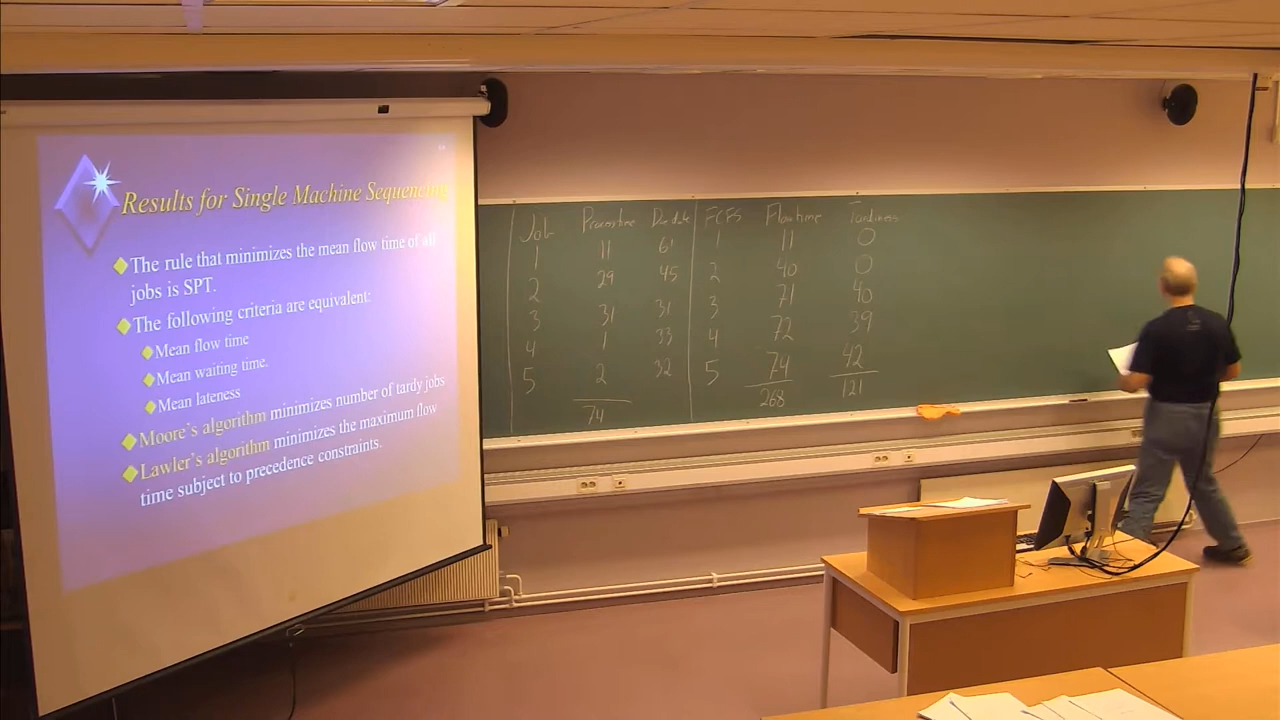 Results for Single Machine Sequencing
The rule that minimizes the mean flow time of all
jobs is SPT.
The following criteria are equivalent:
Mean flow time
Mean waiting time.
Mean lateness
Moore's algorithm minimizes number of tardy jobs
Lawler's algorithm minimizes the maximum flow
time subject to precedence constraints.
Job Process time Due date FCFS Flow time Tardiness
1 11 61 1 11 0
2 29 45 2 40 0
3 31 31 3 71 40
4 1 33 4 72 39
5 2 32 5 74 42
74 268 121